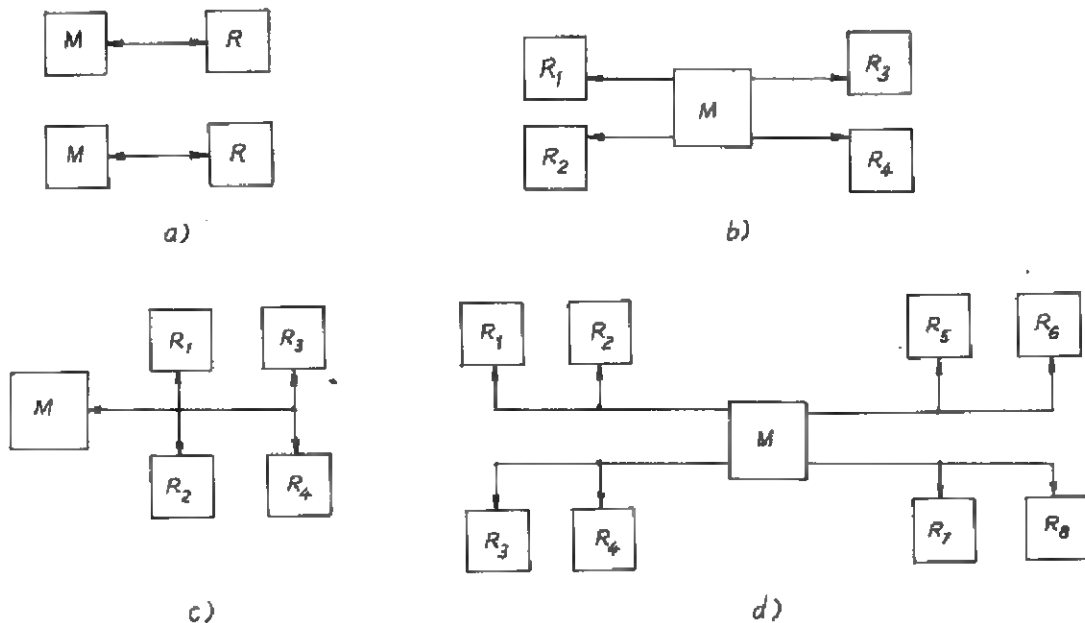 M R
M R
a)
R1 M R3
R2 R4
b)
M R1 R3
R2 R4
c)
R1 R2 R5 R6
M
R3 R4 R7 R8
d)